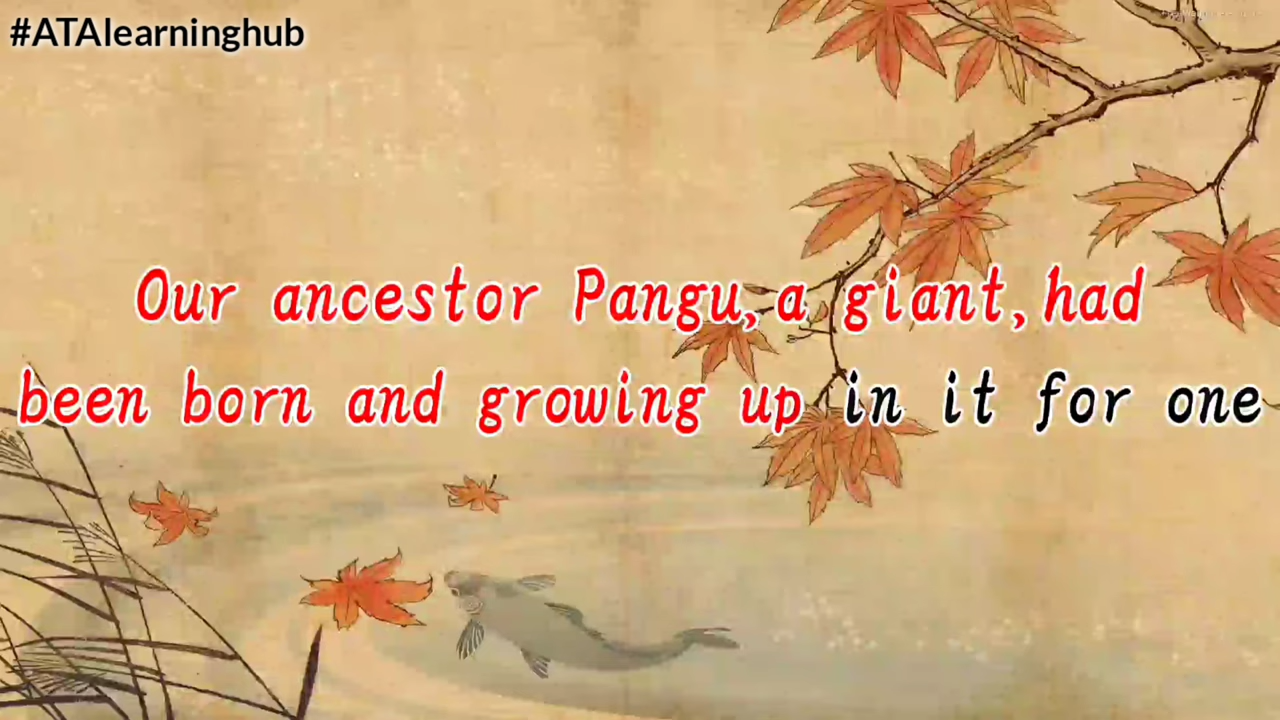 #ATAlearninghub
Our ancestor Pangu,a giant,had
been born and growing up in it for one